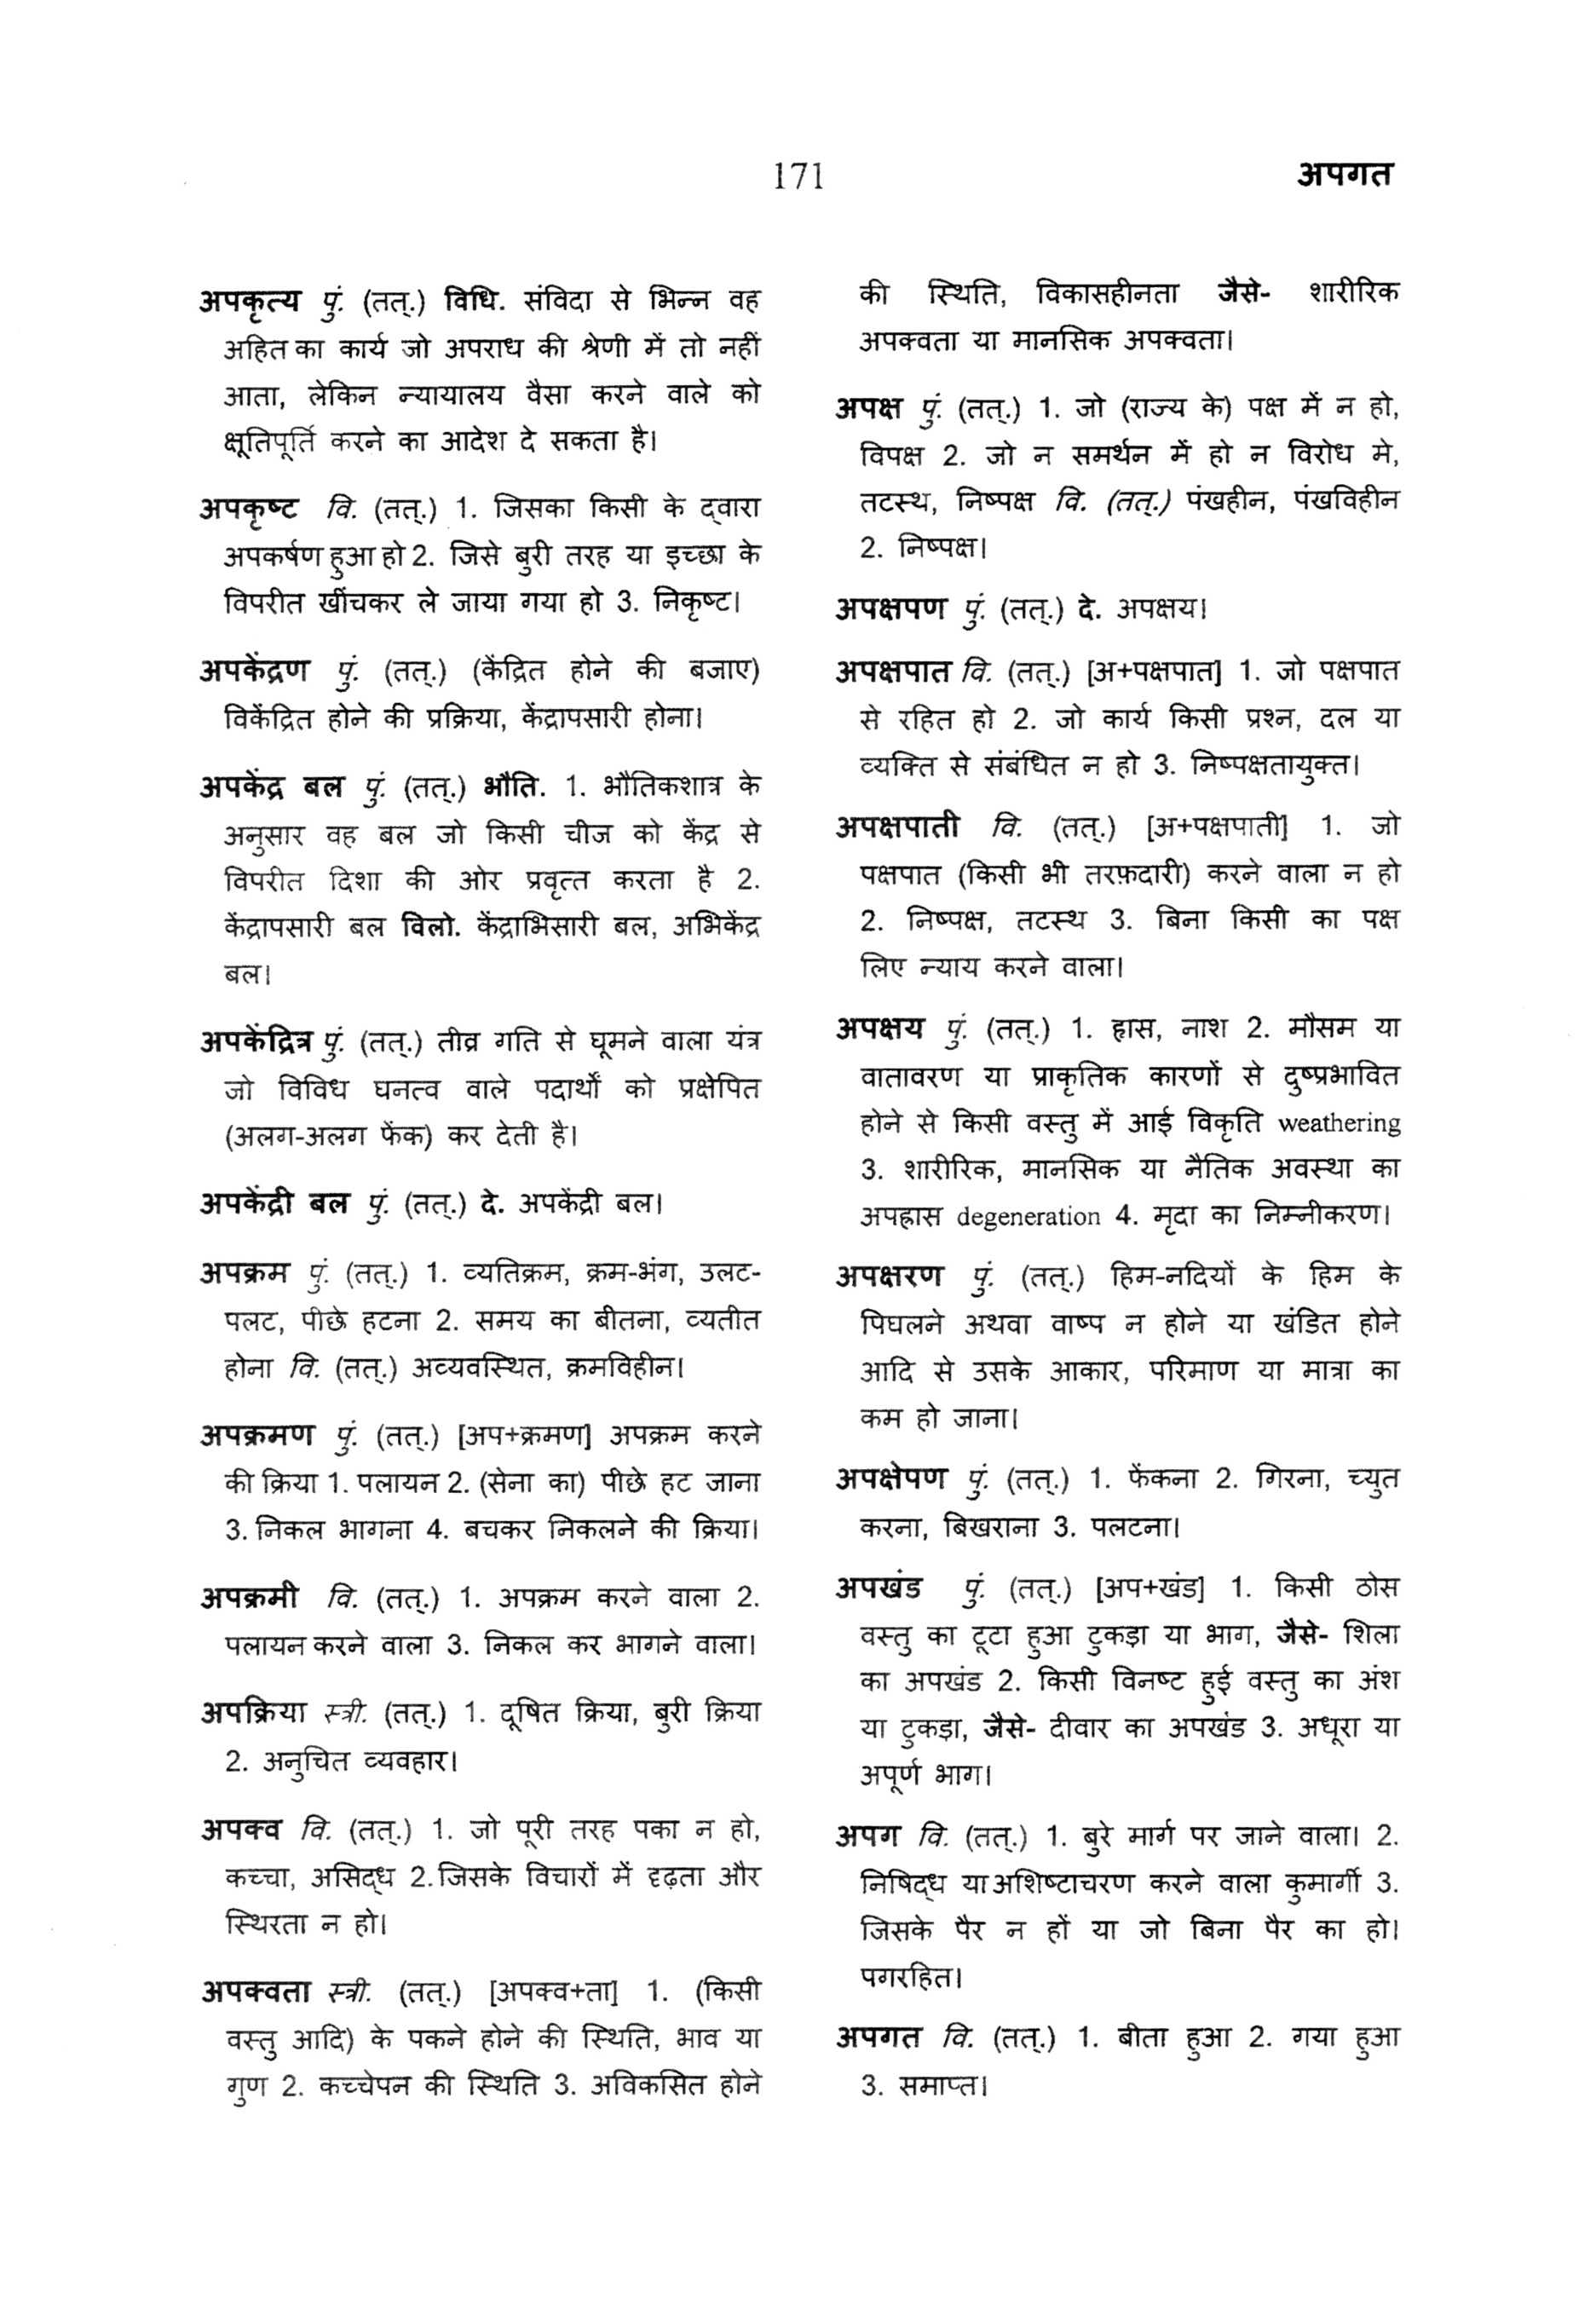 171
अपगत
अपकृत्य पुं. (तत्.) विधि. संविदा से भिन्न वह
अहित का कार्य जो अपराध की श्रेणी में तो नहीं
आता, लेकिन न्यायालय वैसा करने वाले को
क्षूतिपूर्ति करने का आदेश दे सकता है।
अपकृष्ट वि. (तत्.) 1. जिसका किसी के द्वारा
अपकर्षण हुआ हो 2. जिसे बुरी तरह या इच्छा के
विपरीत खींचकर ले जाया गया हो 3. निकृष्ट।
अपकेंद्रण पुं. (तत्.) (केंद्रित होने की बजाए)
विकेंद्रित होने की प्रक्रिया, केंद्रापसारी होना।
अपकेंद्र बल पुं. (तत्.) भौति. 1. भौतिकशात्र के
अनुसार वह बल जो किसी चीज को केंद्र से
विपरीत दिशा की ओर प्रवृत्त करता है 2.
केंद्रापसारी बल विलो. केंद्राभिसारी बल, अभिकेंद्र
बल।
अपकेंद्रित्र पुं. (तत्.) तीव्र गति से घूमने वाला यंत्र
जो विविध घनत्व वाले पदार्थों को प्रक्षेपित
(अलग-अलग फेंक) कर देती है।
अपकेंद्री बल पुं. (तत्.) दे. अपकेंद्री बल।
अपक्रम पुं. (तत्.) 1. व्यतिक्रम, क्रम-भंग, उलट-
पलट, पीछे हटना 2. समय का बीतना, व्यतीत
होना वि. (तत्.) अव्यवस्थित, क्रमविहीन।
अपक्रमण पुं. (तत्.) [अप+क्रमण] अपक्रम करने
की क्रिया 1. पलायन 2. (सेना का) पीछे हट जाना
3. निकल भागना 4. बचकर निकलने की क्रिया।
अपक्रमी वि. (तत्.) 1. अपक्रम करने वाला 2.
पलायन करने वाला 3. निकल कर भागने वाला।
अपक्रिया स्त्री. (तत्.) 1. दूषित क्रिया, बुरी क्रिया
2. अनुचित व्यवहार।
अपक्व वि. (तत्.) 1. जो पूरी तरह पका न हो,
कच्चा, असिद्ध 2.जिसके विचारों में दृढ़ता और
स्थिरता न हो।
अपक्वता स्त्री. (तत्.) [अपक्व+ता] 1. (किसी
वस्तु आदि) के पकने होने की स्थिति, भाव या
गुण 2. कच्चेपन की स्थिति 3. अविकसित होने
की स्थिति, विकासहीनता जैसे- शारीरिक
अपक्वता या मानसिक अपक्वता।
अपक्ष पुं. (तत्.) 1. जो (राज्य के) पक्ष में न हो,
विपक्ष 2. जो न समर्थन में हो न विरोध मे,
तटस्थ, निष्पक्ष वि. (तत्.) पंखहीन, पंखविहीन
2. निष्पक्ष।
अपक्षपण पुं. (तत्.) दे. अपक्षय।
अपक्षपात वि. (तत्.) [अ+पक्षपात] 1. जो पक्षपात
से रहित हो 2. जो कार्य किसी प्रश्न, दल या
व्यक्ति से संबंधित न हो 3. निष्पक्षतायुक्त।
अपक्षपाती वि. (तत्.) [अ+पक्षपाती] 1. जो
पक्षपात (किसी भी तरफ़दारी) करने वाला न हो
2. निष्पक्ष, तटस्थ 3. बिना किसी का पक्ष
लिए न्याय करने वाला।
अपक्षय पुं. (तत्.) 1. ह्रास, नाश 2. मौसम या
वातावरण या प्राकृतिक कारणों से दुष्प्रभावित
होने से किसी वस्तु में आई विकृति weathering
3. शारीरिक, मानसिक या नैतिक अवस्था का
अपह्रास degeneration 4. मृदा का निम्नीकरण।
अपक्षरण पुं. (तत्.) हिम-नदियों के हिम के
पिघलने अथवा वाष्प न होने या खंडित होने
आदि से उसके आकार, परिमाण या मात्रा का
कम हो जाना।
अपक्षेपण पुं. (तत्.) 1. फेंकना 2. गिरना, च्युत
करना, बिखराना 3. पलटना।
अपखंड पुं. (तत्.) [अप+खंड] 1. किसी ठोस
वस्तु का टूटा हुआ टुकड़ा या भाग, जैसे- शिला
का अपखंड 2. किसी विनष्ट हुई वस्तु का अंश
या टुकड़ा, जैसे- दीवार का अपखंड 3. अधूरा या
अपूर्ण भाग।
अपग वि. (तत्.) 1. बुरे मार्ग पर जाने वाला। 2.
निषिद्ध या अशिष्टाचरण करने वाला कुमार्गी 3.
जिसके पैर न हों या जो बिना पैर का हो।
पगरहित।
अपगत वि. (तत्.) 1. बीता हुआ 2. गया हुआ
3. समाप्त।